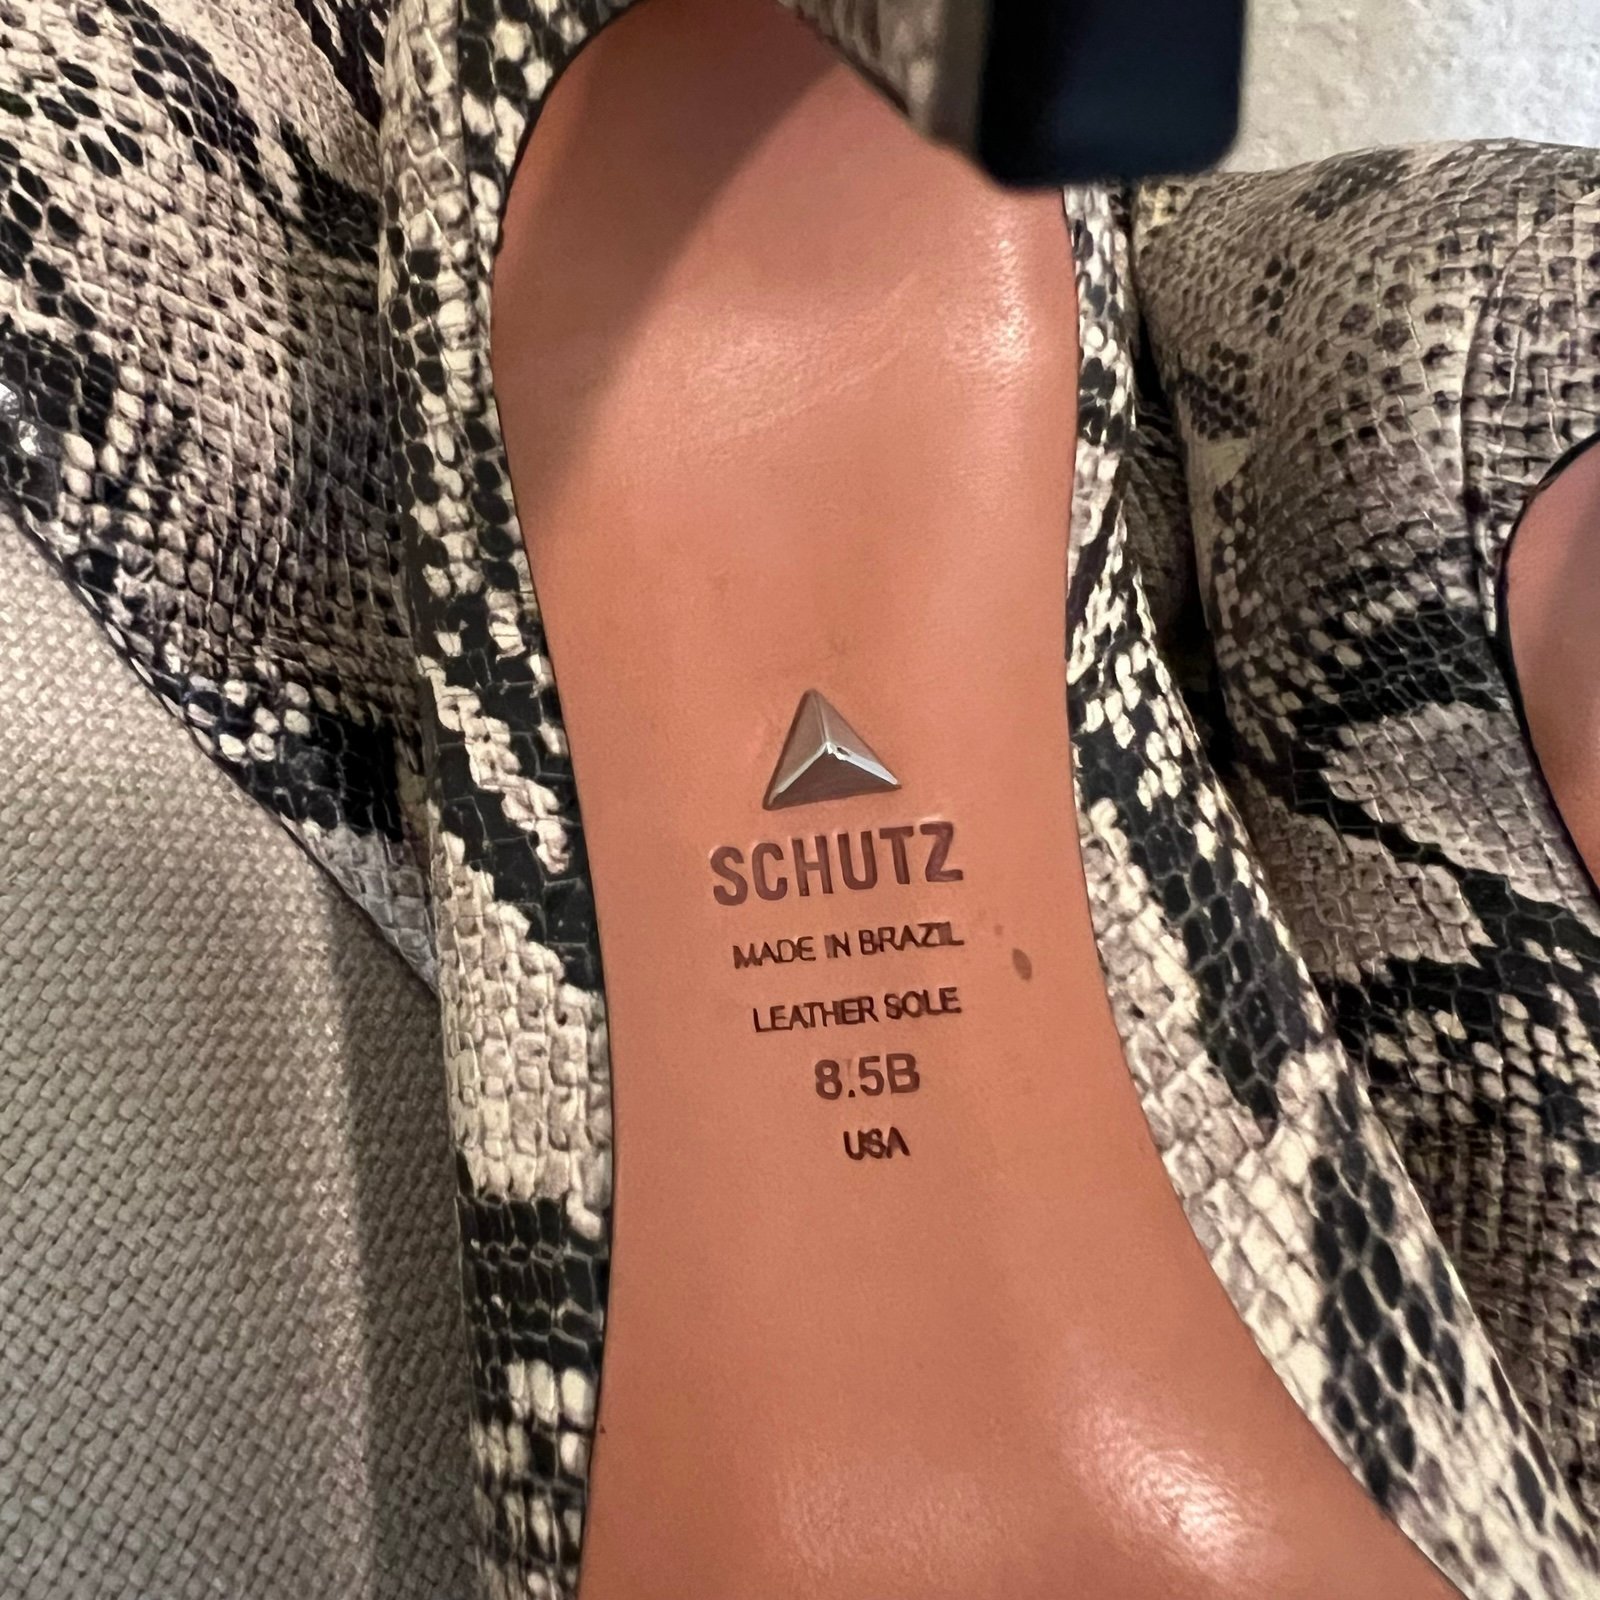 SCHUTZ
MADE IN BRAZIL
LEATHER SOLE
8.5B
USA